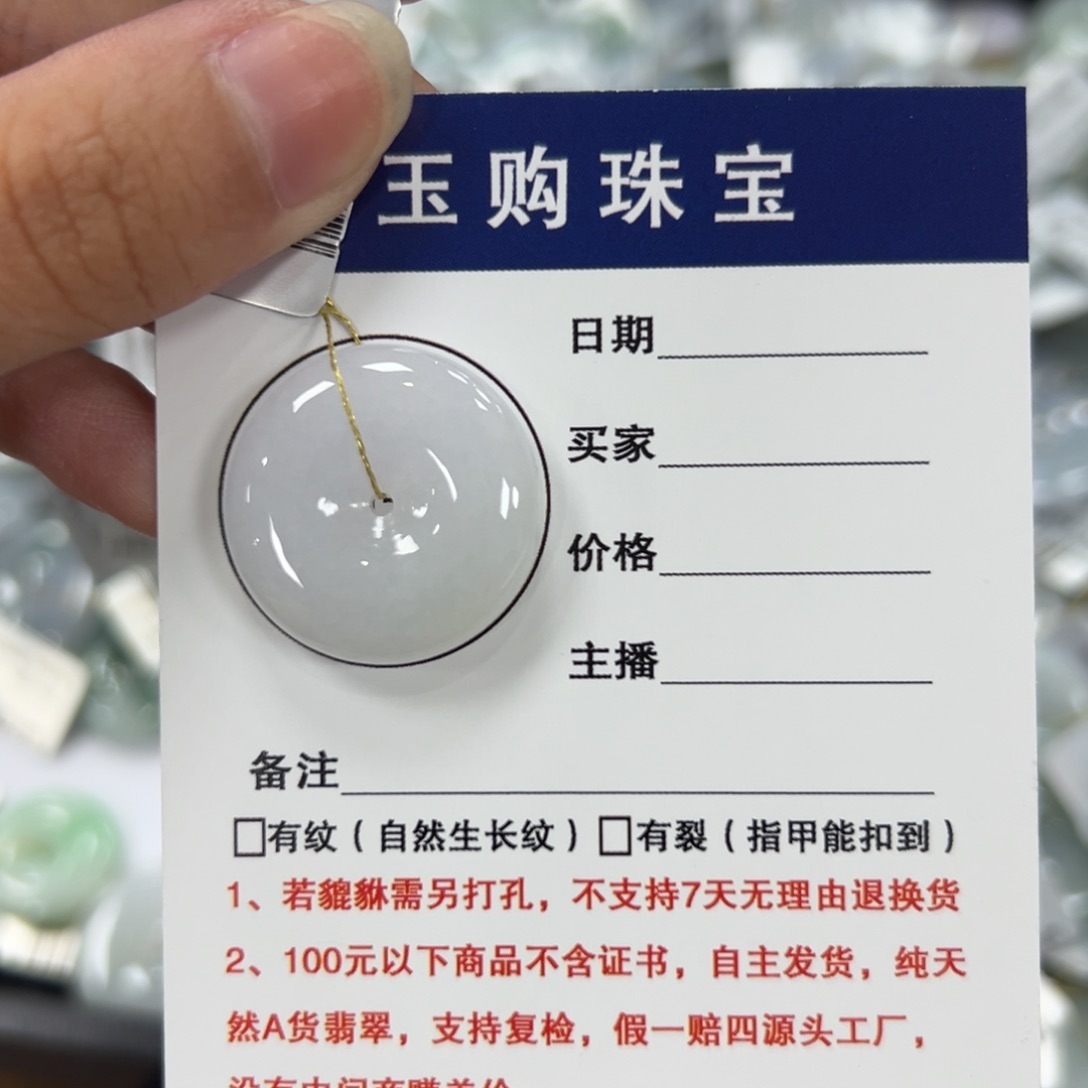 玉购珠宝
日期
买家
价格
主播
备注
□有纹（自然生长纹）□有裂（指甲能扣到）
1、若貔貅需另打孔，不支持7天无理由退换货
2、100元以下商品不含证书，自主发货，纯天
然A货翡翠，支持复检，假一赔四源头工厂，